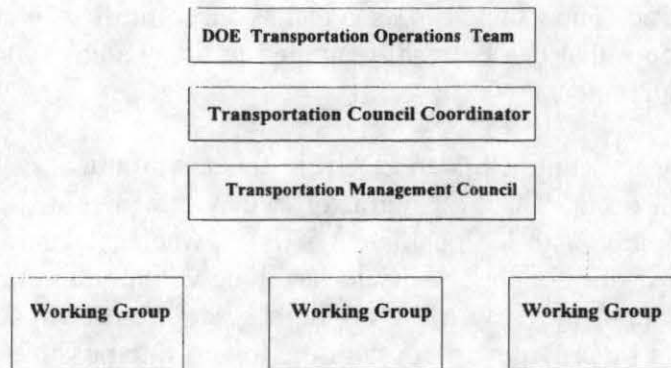 DOE Transportation Operations Team
Transportation Council Coordinator
Transportation Management Council
Working Group Working Group Working Group